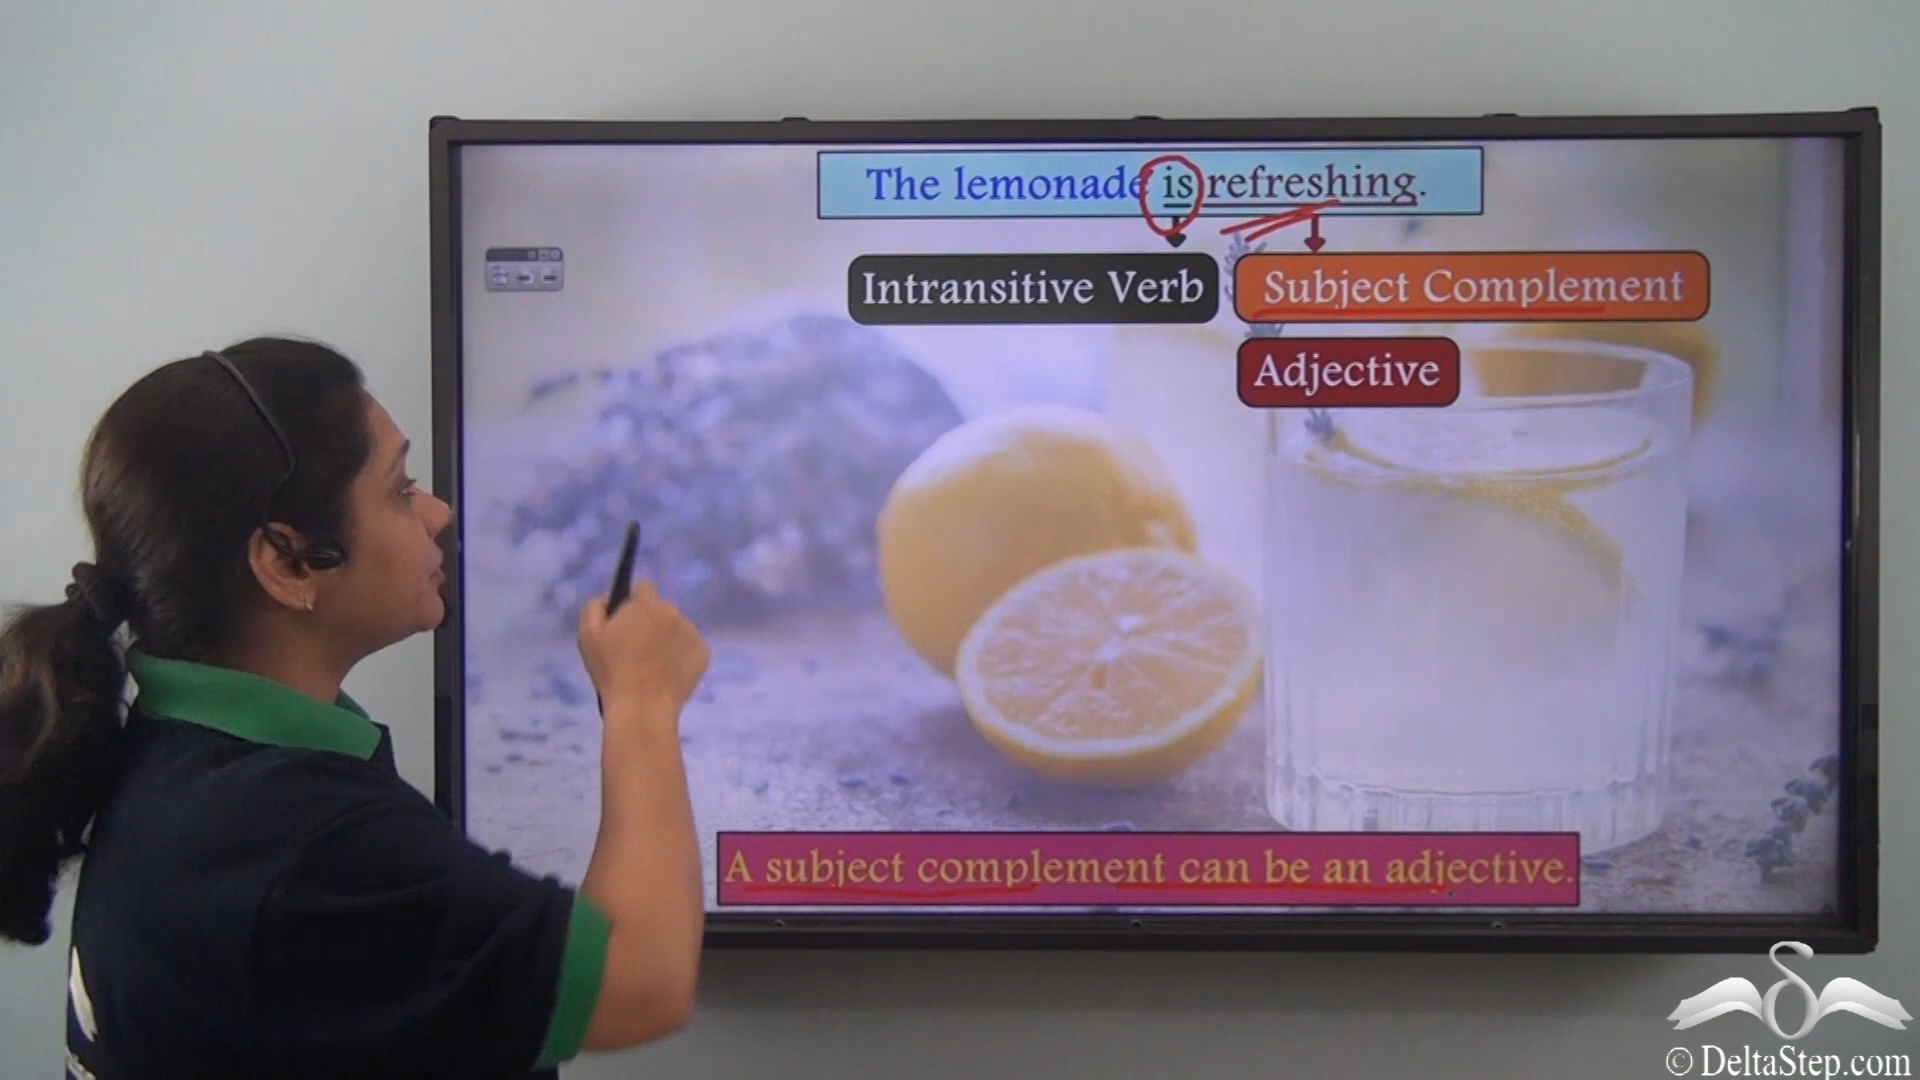 The lemonade is refreshing.
Intransitive Verb
Subject Complement
Adjective
A subject complement can be an adjective.
© DeltaStep.com